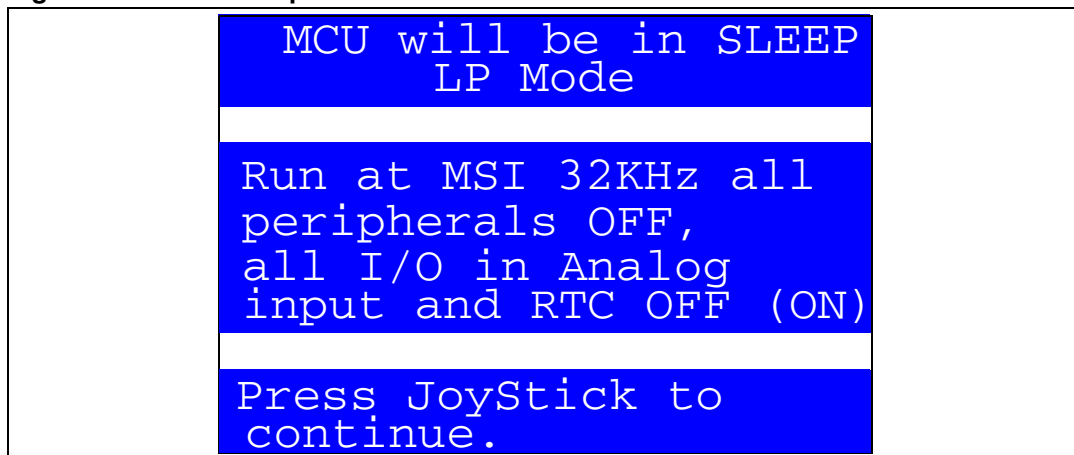 MCU will be in SLEEP
LP Mode
Run at MSI 32KHz all
peripherals OFF,
all I/O in Analog
input and RTC OFF (ON)
Press JoyStick to
continue.